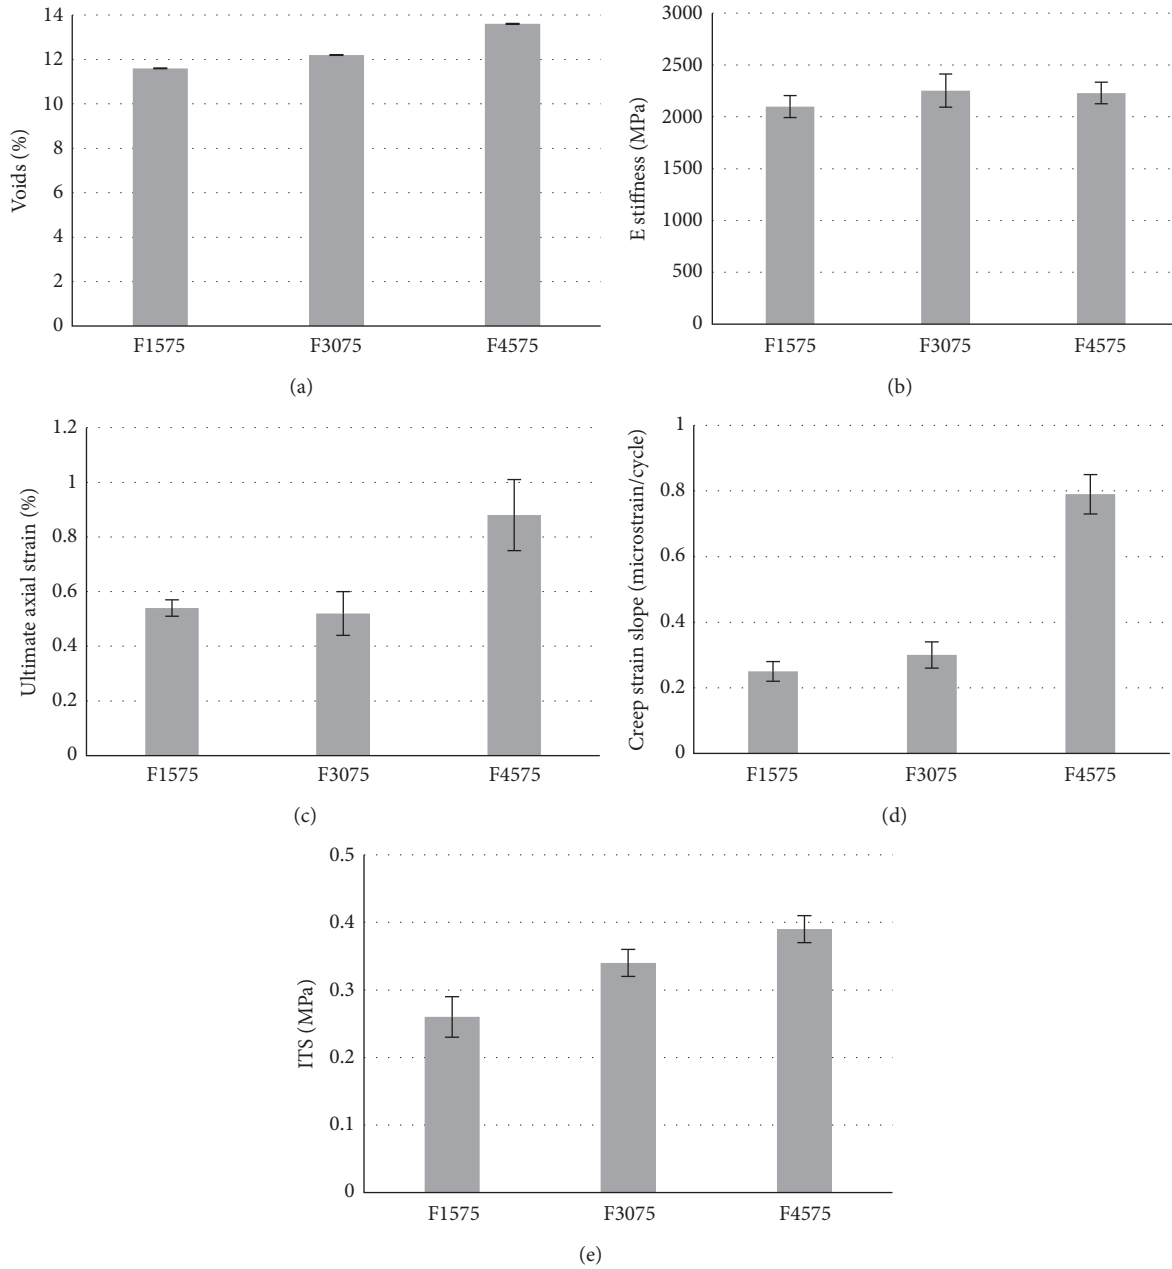 14
12
10
8
6
4
2
0
Voids (%)
F1575 F3075 F4575
(a)
3000
2500
2000
1500
1000
500
0
E stiffness (MPa)
F1575 F3075 F4575
(b)
1.2
1
0.8
0.6
0.4
0.2
0
Ultimate axial strain (%)
F1575 F3075 F4575
(c)
1
0.8
0.6
0.4
0.2
0
Creep strain slope (microstrain/cycle)
F1575 F3075 F4575
(d)
0.5
0.4
0.3
0.2
0.1
0
ITS (MPa)
F1575 F3075 F4575
(e)